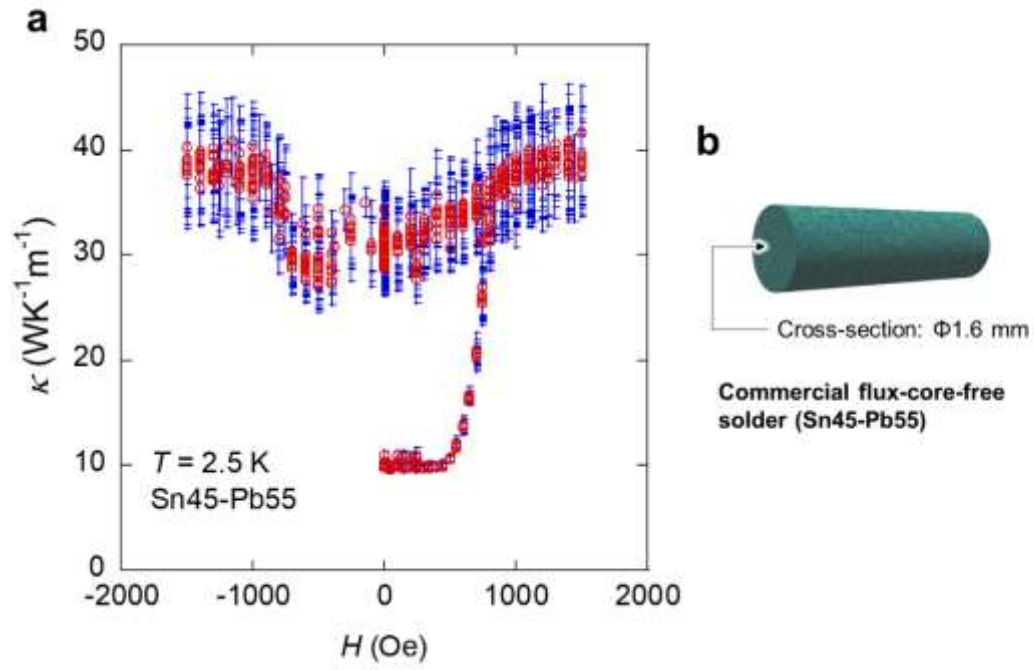 a
50
40
30
20
10
0
κ (WK⁻¹m⁻¹)
T = 2.5 K
Sn45-Pb55
-2000 -1000 0 1000 2000
H (Oe)
b
Cross-section: Φ1.6 mm
Commercial flux-core-free
solder (Sn45-Pb55)